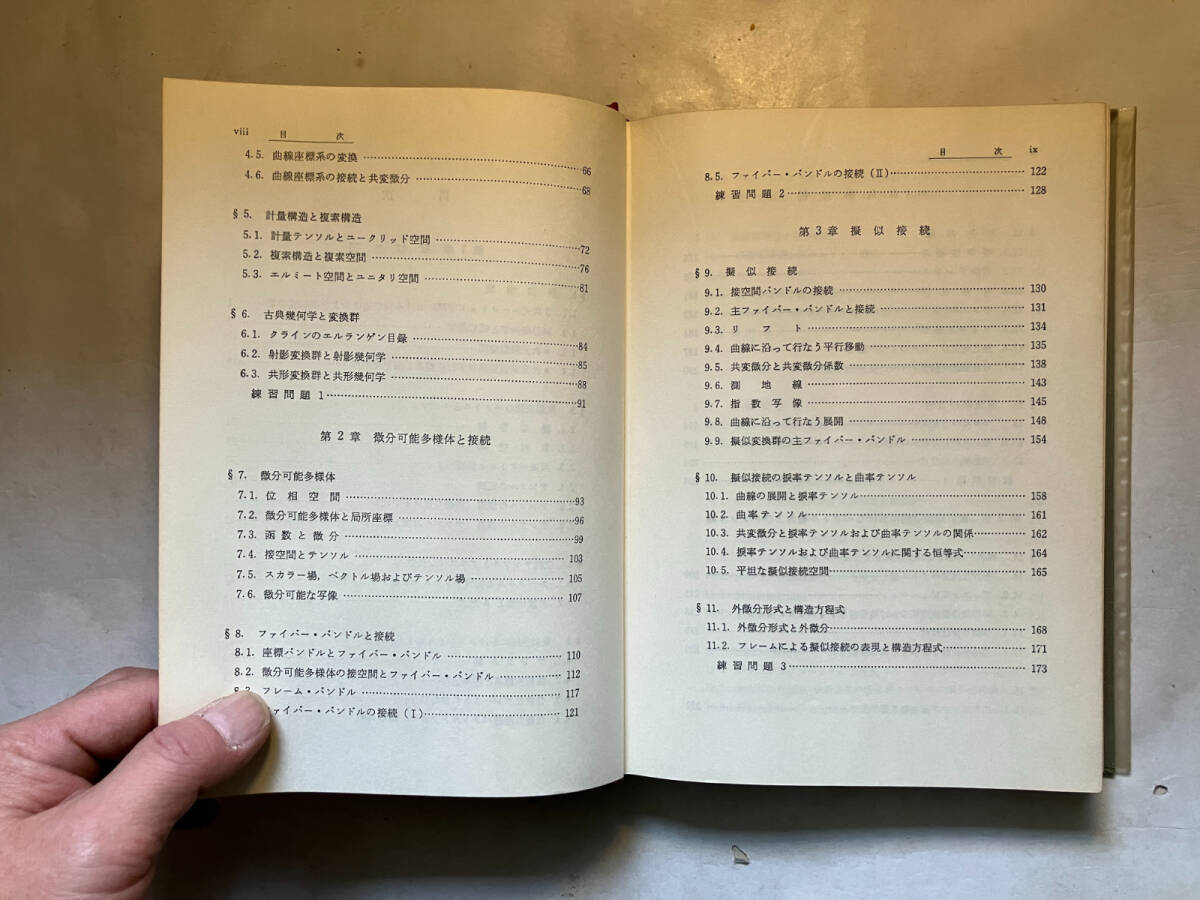 viii 目 次
4.5. 曲線座標系の変換 66
4.6. 曲線座標系の接続と共変微分 68
§5. 計量構造と複素構造
5.1. 計量テンソルとユークリッド空間 72
5.2. 複素構造と複素空間 76
5.3. エルミート空間とユニタリ空間 81
§6. 古典幾何学と変換群
6.1. クラインのエルランゲン目録 84
6.2. 射影変換群と射影幾何学 85
6.3. 共形変換群と共形幾何学 88
練習問題1 91
第2章 微分可能多様体と接続
§7. 微分可能多様体
7.1. 位相空間 93
7.2. 微分可能多様体と局所座標 96
7.3. 函数と微分 99
7.4. 接空間とテンソル 103
7.5. スカラー場,ベクトル場およびテンソル場 105
7.6. 微分可能な写像 107
§8. ファイバー・バンドルと接続
8.1. 座標バンドルとファイバー・バンドル 110
8.2. 微分可能多様体の接空間とファイバー・バンドル 112
8.3. フレーム・バンドル 117
ファイバー・バンドルの接続(I) 121
目 次 ix
8.5. ファイバー・バンドルの接続(II) 122
練習問題2 128
第3章 擬似接続
§9. 擬似接続
9.1. 接空間バンドルの接続 130
9.2. 主ファイバー・バンドルと接続 131
9.3. リフト 134
9.4. 曲線に沿って行なう平行移動 135
9.5. 共変微分と共変微分係数 138
9.6. 測地線 143
9.7. 指数写像 145
9.8. 曲線に沿って行なう展開 148
9.9. 擬似変換群の主ファイバー・バンドル 154
§10. 擬似接続の捩率テンソルと曲率テンソル
10.1. 曲線の展開と捩率テンソル 158
10.2. 曲率テンソル 161
10.3. 共変微分と捩率テンソルおよび曲率テンソルの関係 162
10.4. 捩率テンソルおよび曲率テンソルに関する恒等式 164
10.5. 平坦な擬似接続空間 165
§11. 外微分形式と構造方程式
11.1. 外微分形式と外微分 168
11.2. フレームによる擬似接続の表現と構造方程式 171
練習問題3 173